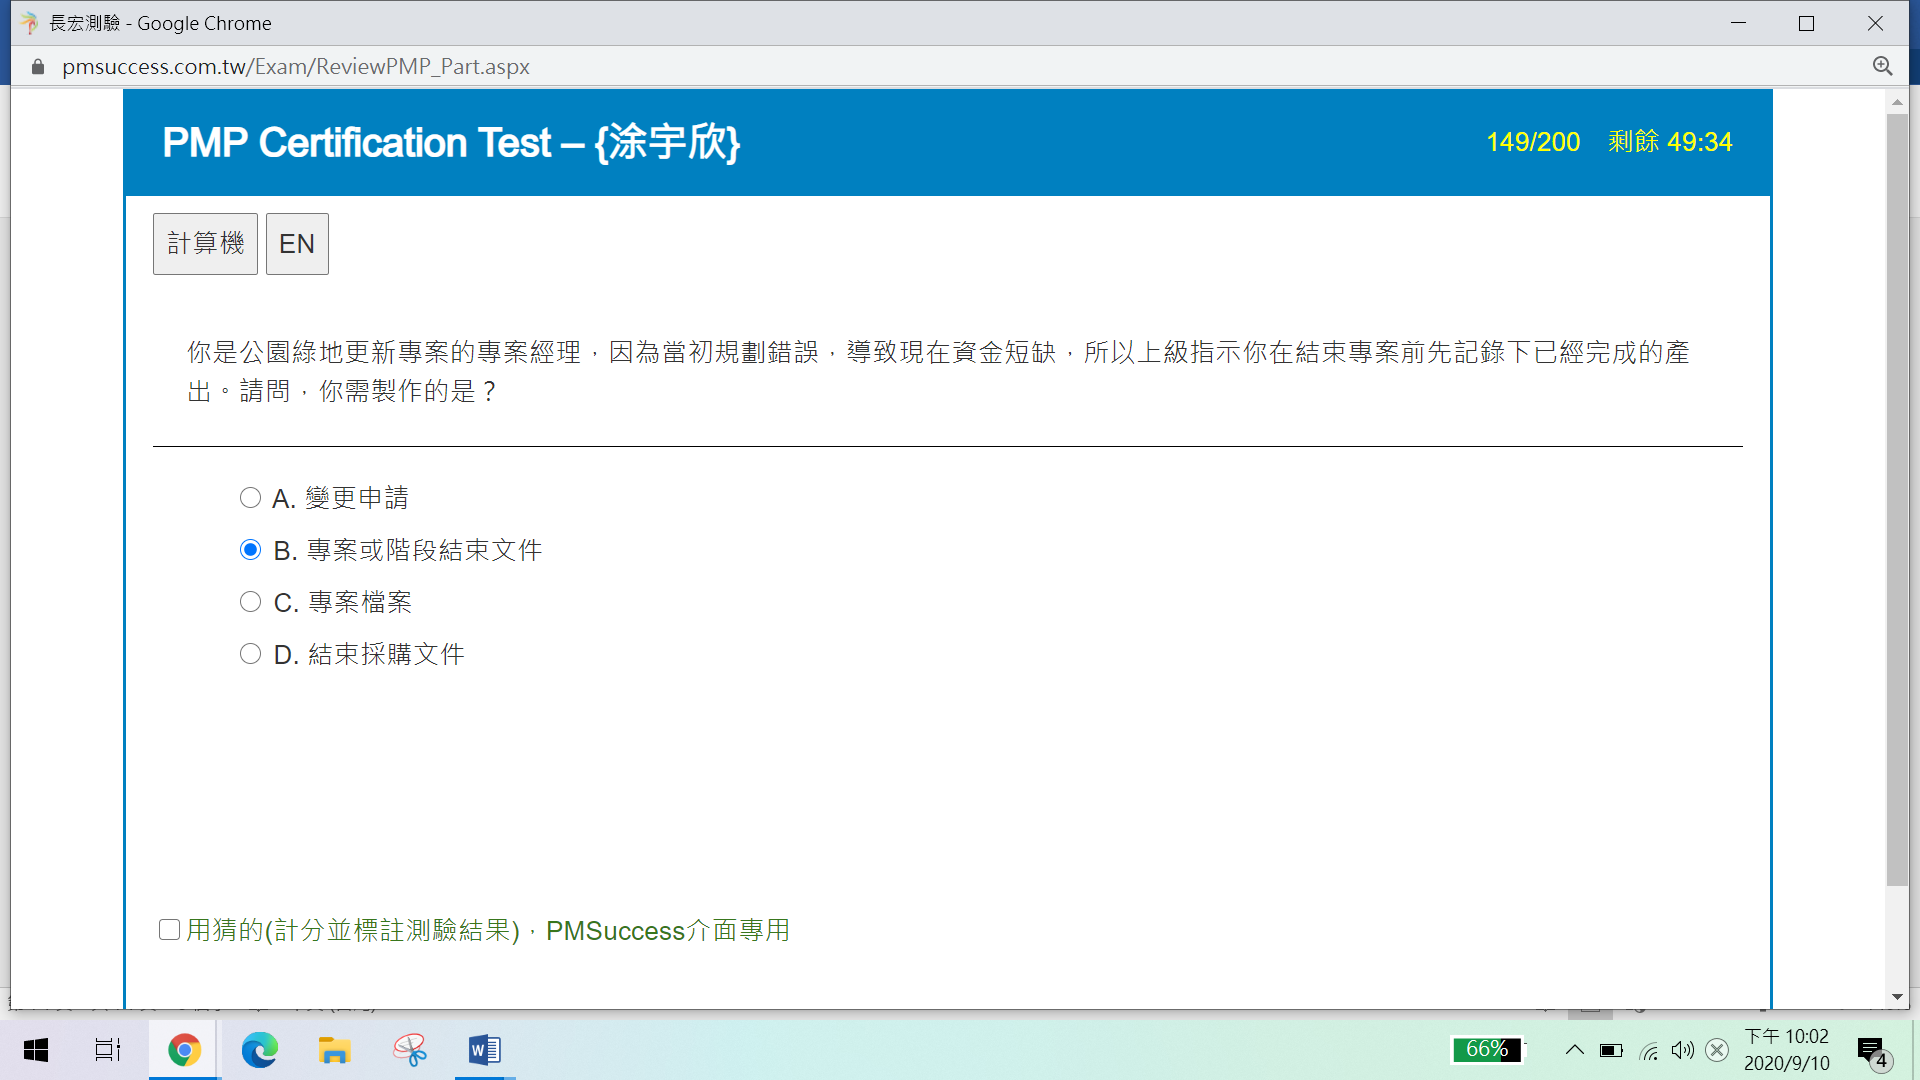 長宏測驗 - Google Chrome
pmsuccess.com.tw/Exam/ReviewPMP_Part.aspx
PMP Certification Test – {涂宇欣}
149/200 剩餘 49:34
計算機 EN
你是公園綠地更新專案的專案經理，因為當初規劃錯誤，導致現在資金短缺，所以上級指示你在結束專案前先記錄下已經完成的產
出。請問，你需製作的是？
A. 變更申請
B. 專案或階段結束文件
C. 專案檔案
D. 結束採購文件
用猜的(計分並標註測驗結果)，PMSuccess介面專用
66%
下午 10:02
2020/9/10
4